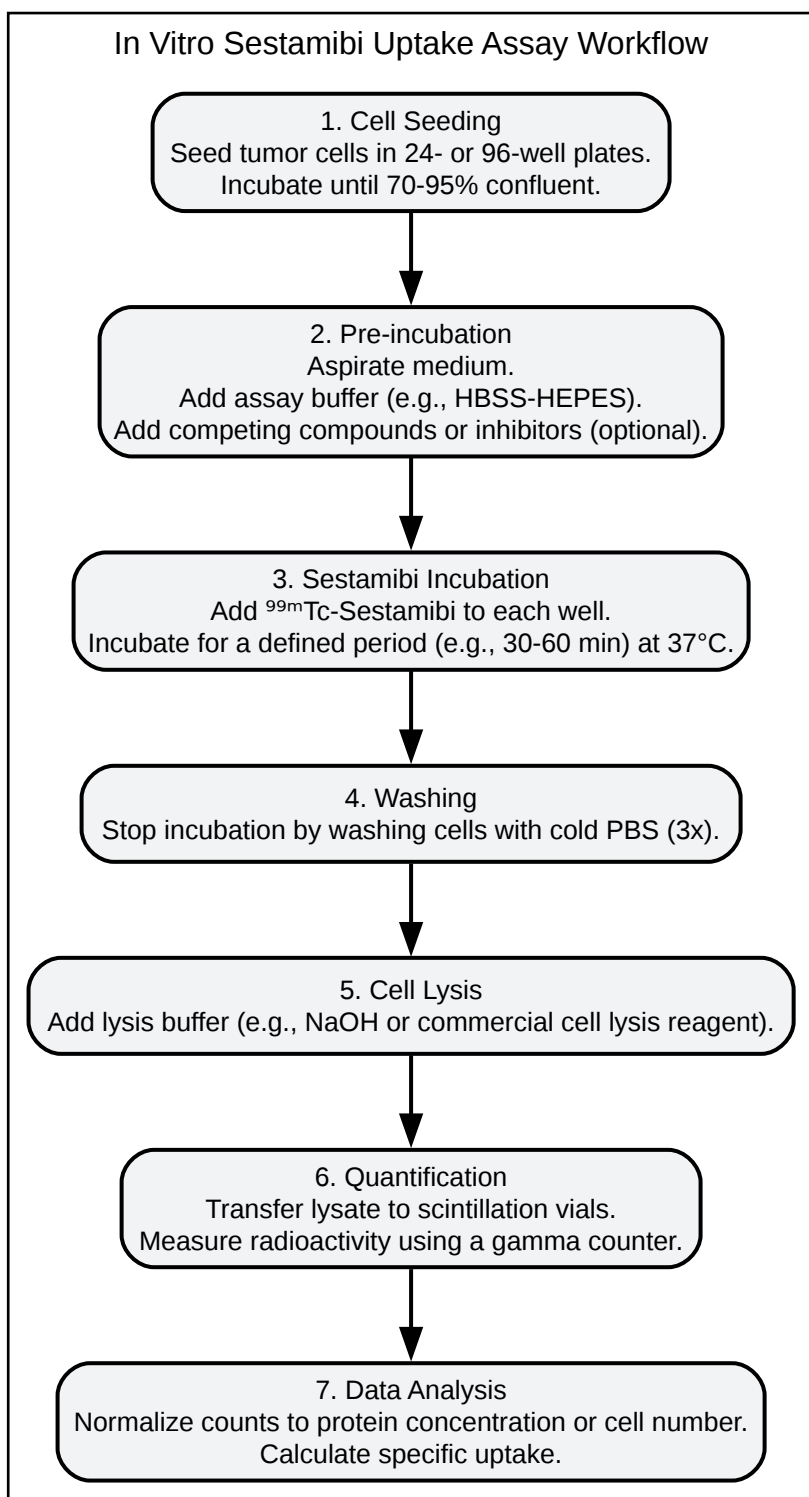 In Vitro Sestamibi Uptake Assay Workflow
1. Cell Seeding
Seed tumor cells in 24- or 96-well plates.
Incubate until 70-95% confluent.
2. Pre-incubation
Aspirate medium.
Add assay buffer (e.g., HBSS-HEPES).
Add competing compounds or inhibitors (optional).
3. Sestamibi Incubation
Add ⁹⁹ᵐTc-Sestamibi to each well.
Incubate for a defined period (e.g., 30-60 min) at 37°C.
4. Washing
Stop incubation by washing cells with cold PBS (3x).
5. Cell Lysis
Add lysis buffer (e.g., NaOH or commercial cell lysis reagent).
6. Quantification
Transfer lysate to scintillation vials.
Measure radioactivity using a gamma counter.
7. Data Analysis
Normalize counts to protein concentration or cell number.
Calculate specific uptake.